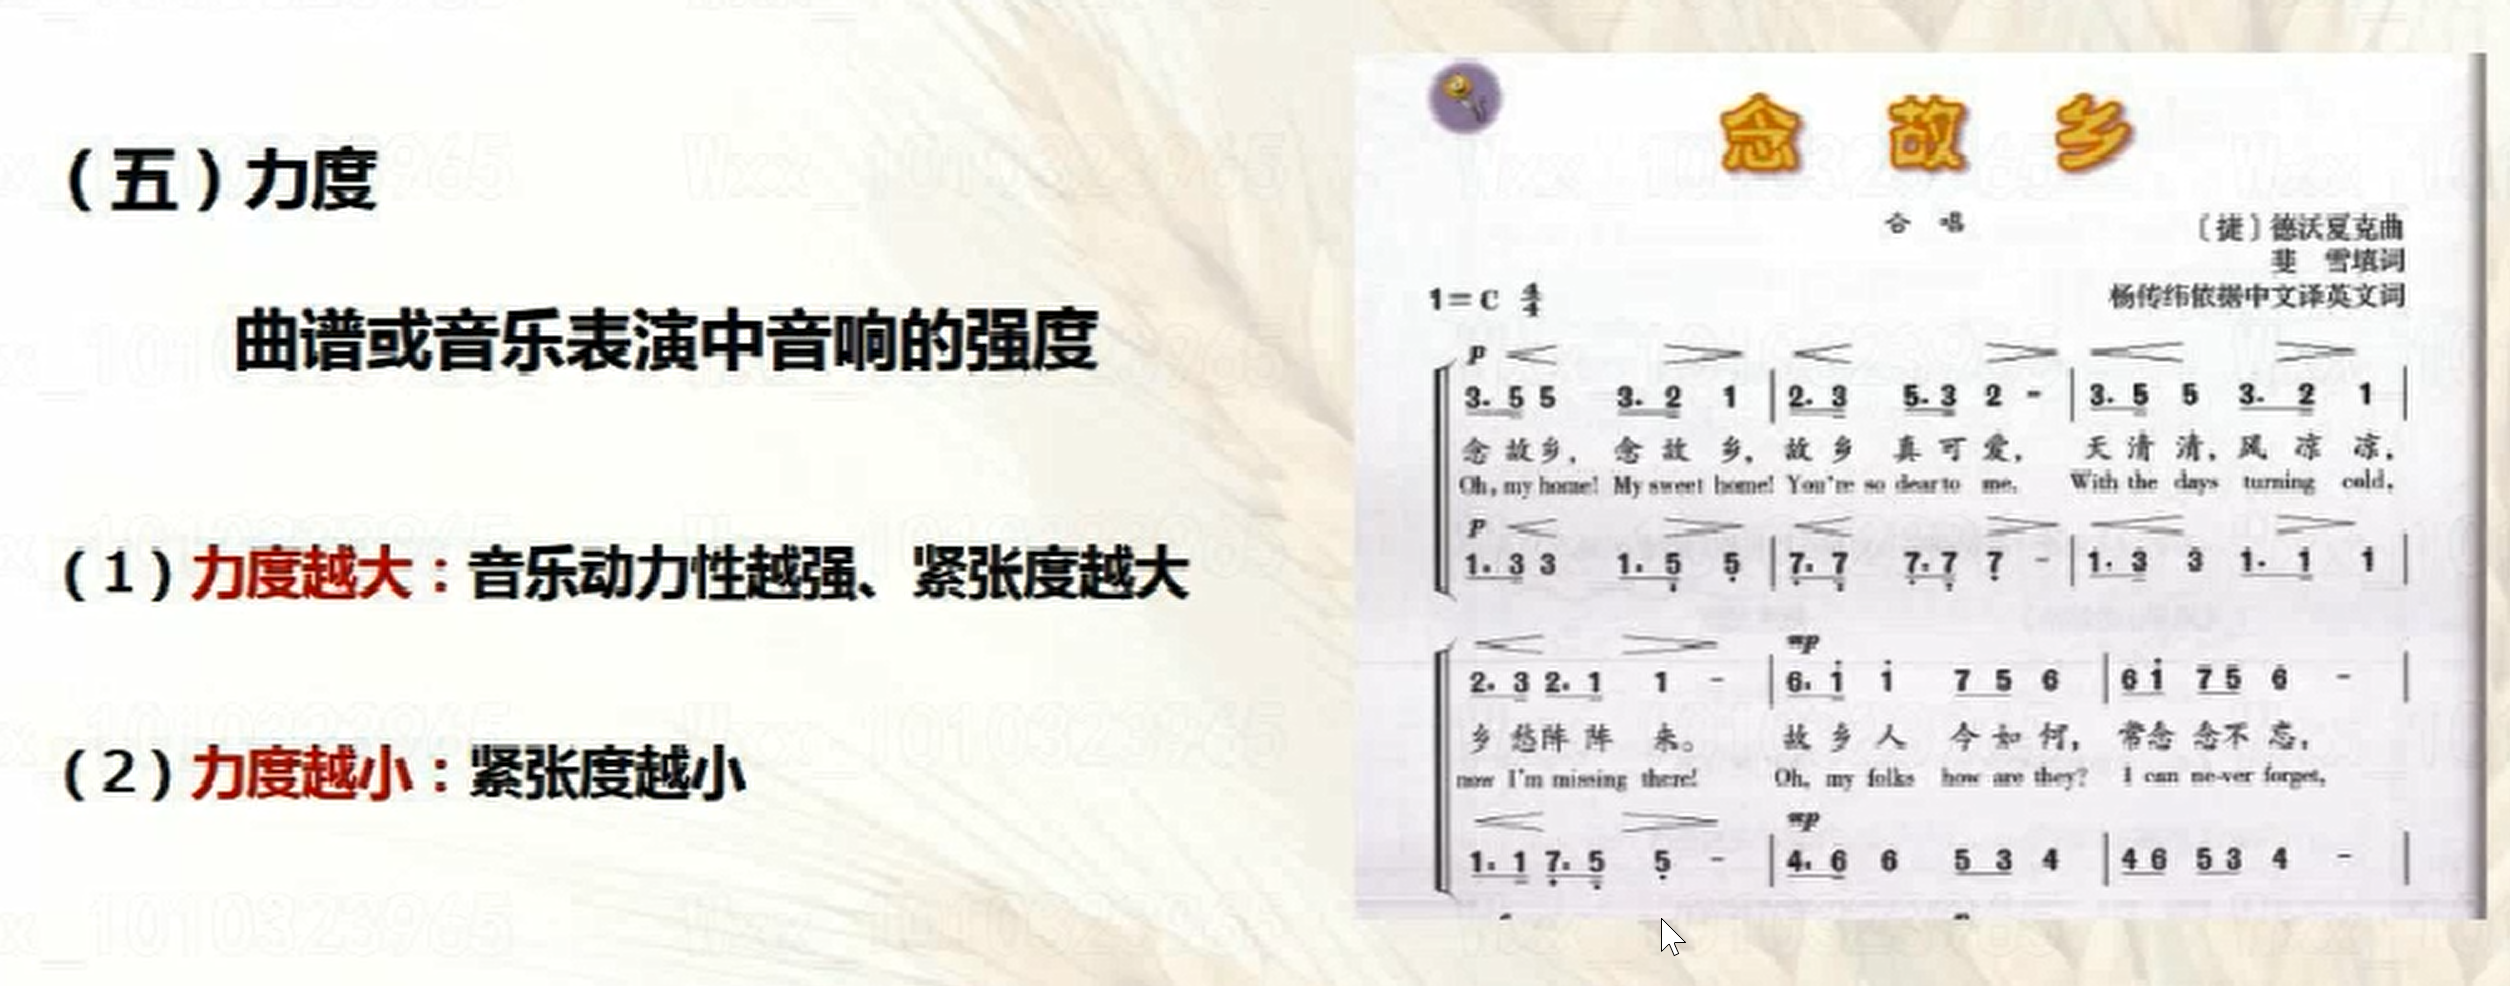 （五）力度
曲谱或音乐表演中音响的强度
（1）力度越大：音乐动力性越强、紧张度越大
（2）力度越小：紧张度越小
念 故 乡
合 唱
〔捷〕德沃夏克曲
斐 雪填词
杨传纬依据中文译英文词
1=C 4/4
p
3. 5 5 3. 2 1 | 2. 3 5. 3 2 - | 3. 5 5 3. 2 1 |
念 故 乡， 念 故 乡， 故 乡 真 可 爱， 天 清 清， 风 凉 凉，
Oh, my home! My sweet home! You're so dear to me. With the days turning cold,
p
1. 3 3 1. 5̣ 5̣ | 7̣. 7̣ 7̣. 7̣ 7̣ - | 1. 3 3 1. 1 1 |
mp
2. 3 2. 1 1 - | 6. i i 7 5 6 | 6 i 7 5 6 - |
乡 愁 阵 阵 来。 故 乡 人 今 如 何， 常 念 念 不 忘，
now I'm missing there! Oh, my folks how are they? I can ne-ver forget,
mp
1. 1 7̣. 5̣ 5̣ - | 4. 6 6 5 3 4 | 4 6 5 3 4 - |
Wxx_1010323965